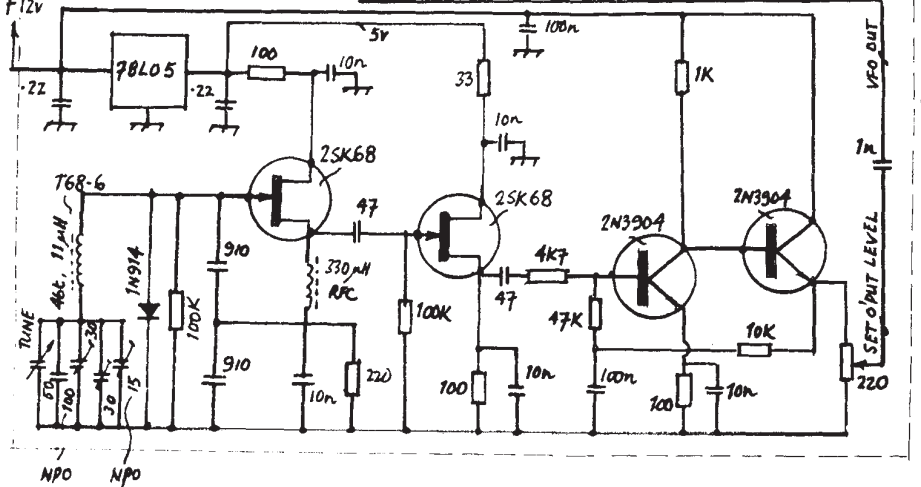 +12v
78L05
.22
.22
100
10n
5v
33
10n
100n
1K
VFO OUT
1n
2SK68
2SK68
T68-6
46t, 11µH
1N914
100K
910
910
47
330µH
RFC
10n
220
100K
47
4K7
47K
100
10n
100n
2N3904
2N3904
10K
100
10n
220
SET O/PUT LEVEL
TUNE
50
100
30
30
15
NPO
NPO